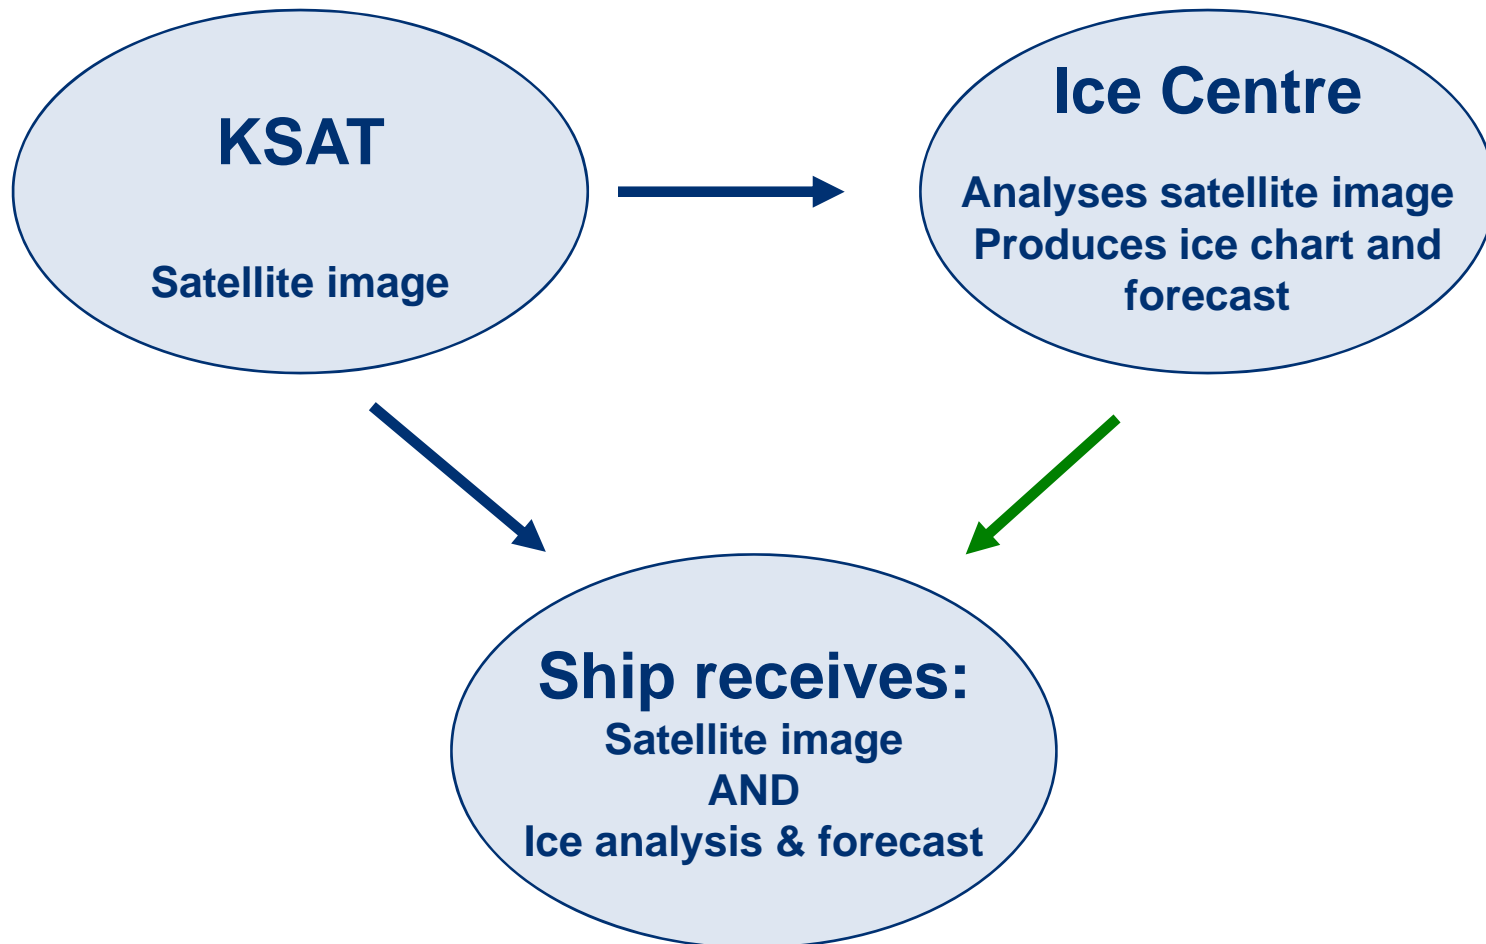 KSAT
Satellite image
Ice Centre
Analyses satellite image
Produces ice chart and
forecast
Ship receives:
Satellite image
AND
Ice analysis & forecast